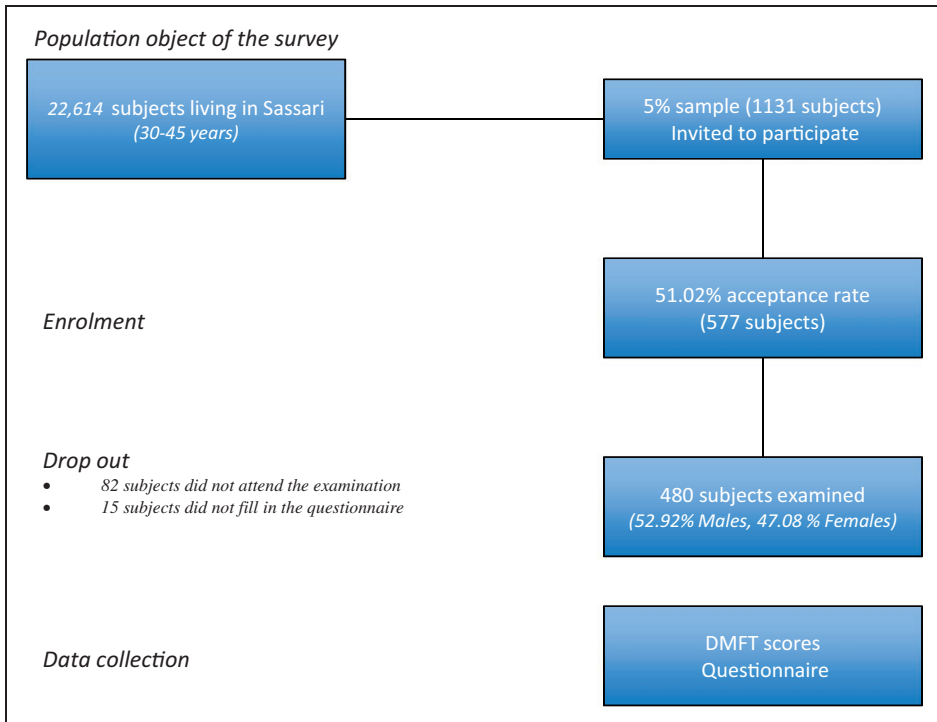 Population object of the survey
22,614 subjects living in Sassari
(30-45 years)
5% sample (1131 subjects)
Invited to participate
Enrolment
51.02% acceptance rate
(577 subjects)
Drop out
• 82 subjects did not attend the examination
• 15 subjects did not fill in the questionnaire
480 subjects examined
(52.92% Males, 47.08 % Females)
Data collection
DMFT scores
Questionnaire